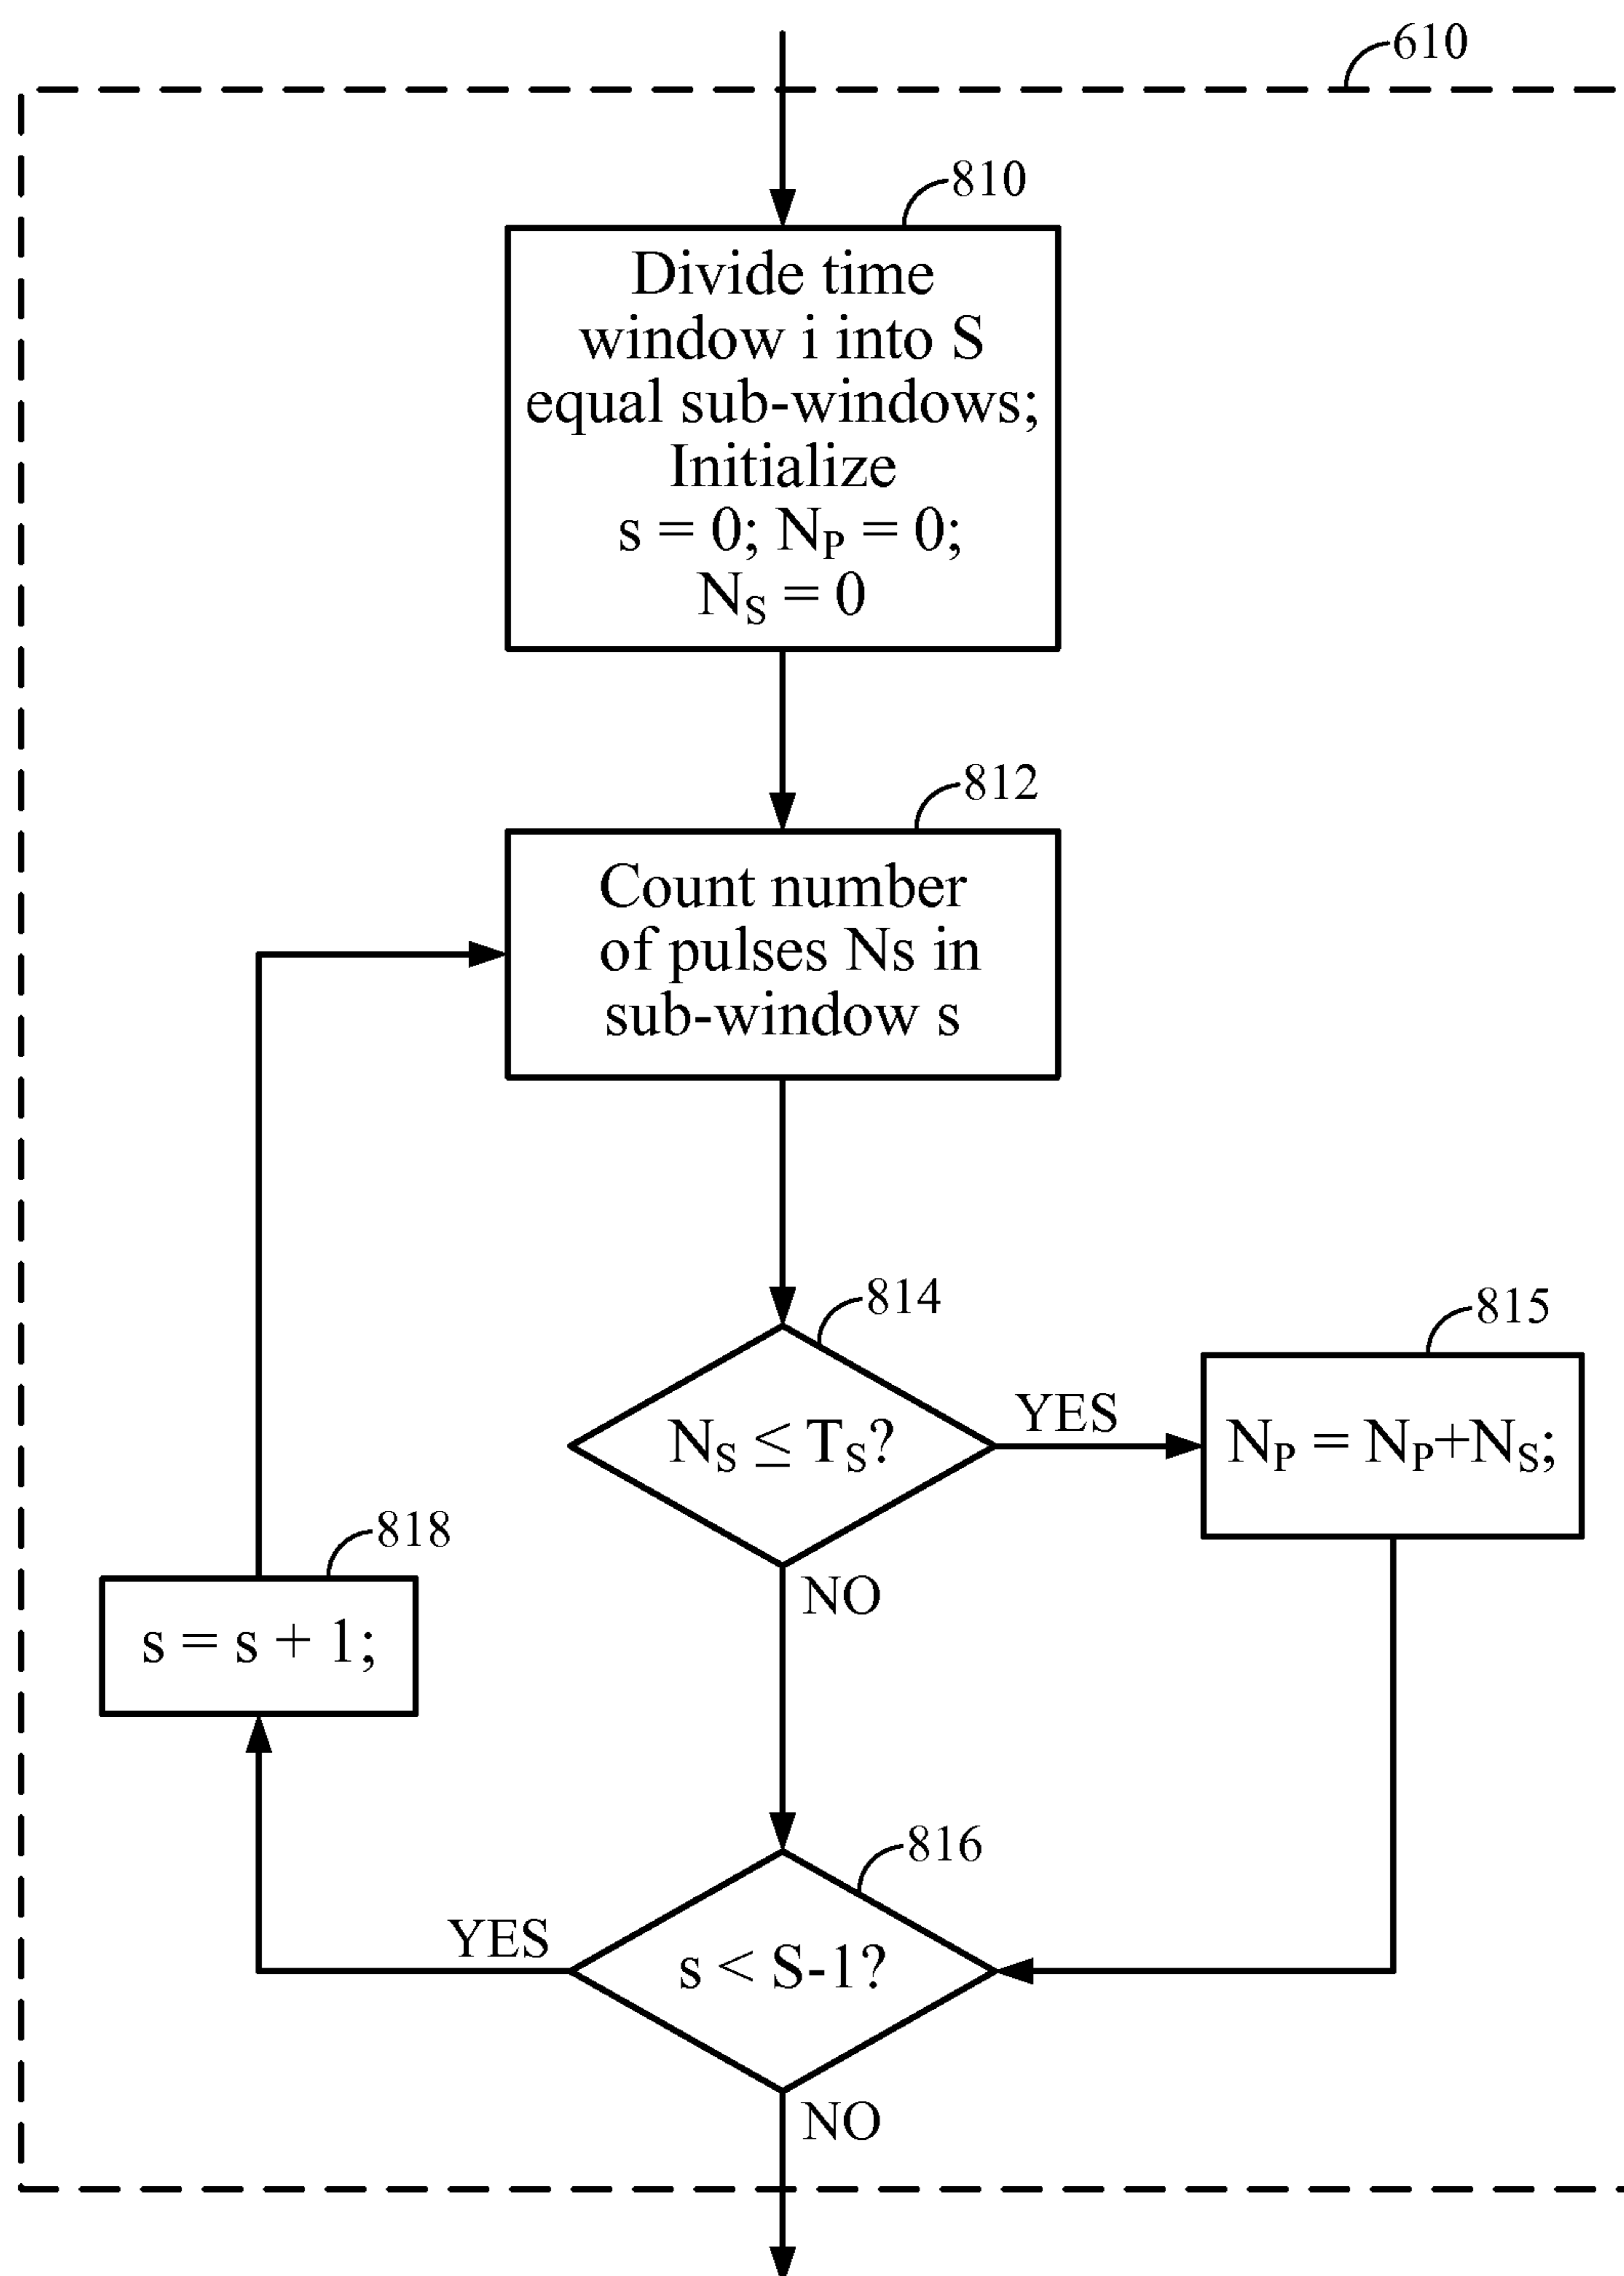 610
810
Divide time
window i into S
equal sub-windows;
Initialize
s = 0; N_P = 0;
N_S = 0
812
Count number
of pulses Ns in
sub-window s
814
N_S ≤ T_S?
YES
815
N_P = N_P+N_S;
NO
818
s = s + 1;
816
s < S-1?
YES
NO